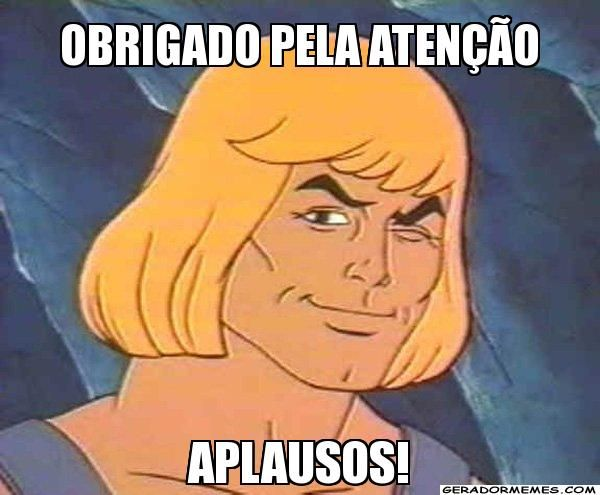 OBRIGADO PELA ATENÇÃO
APLAUSOS!
GERADORMEMES.COM